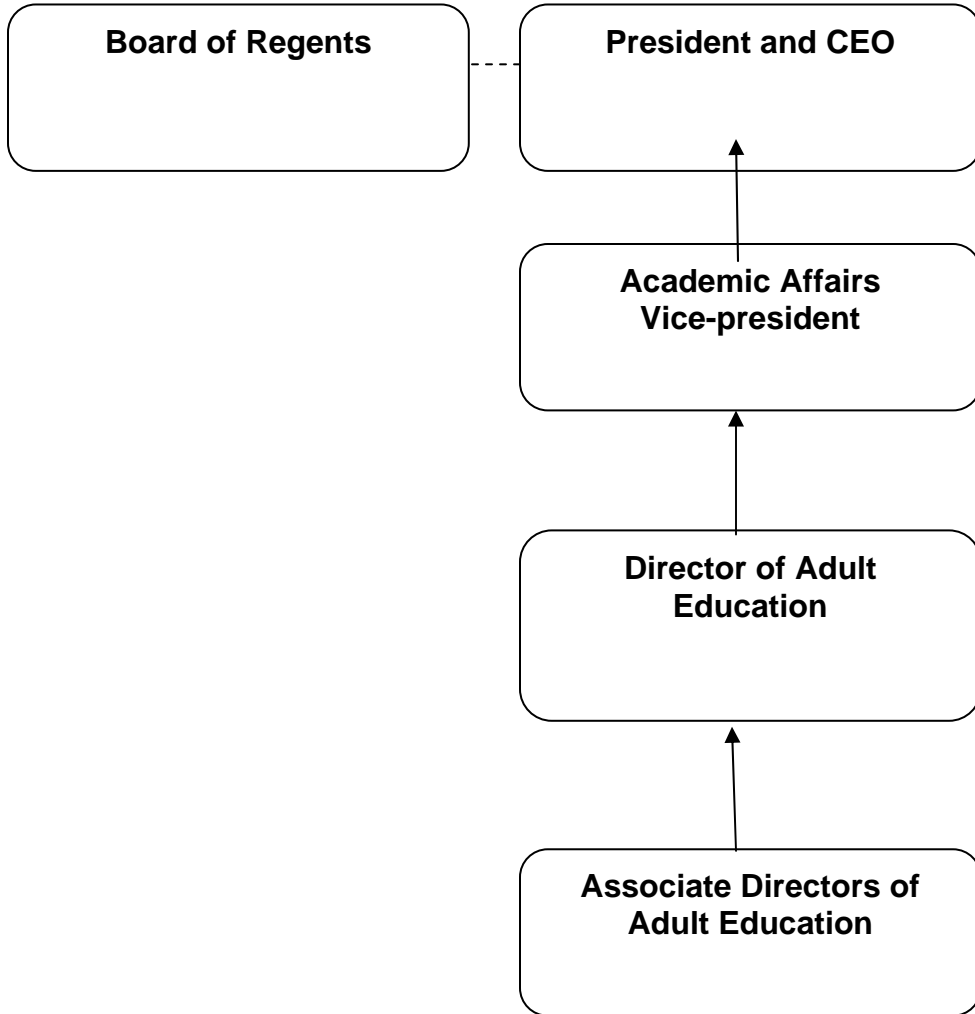 Board of Regents
President and CEO
Academic Affairs
Vice-president
Director of Adult
Education
Associate Directors of
Adult Education